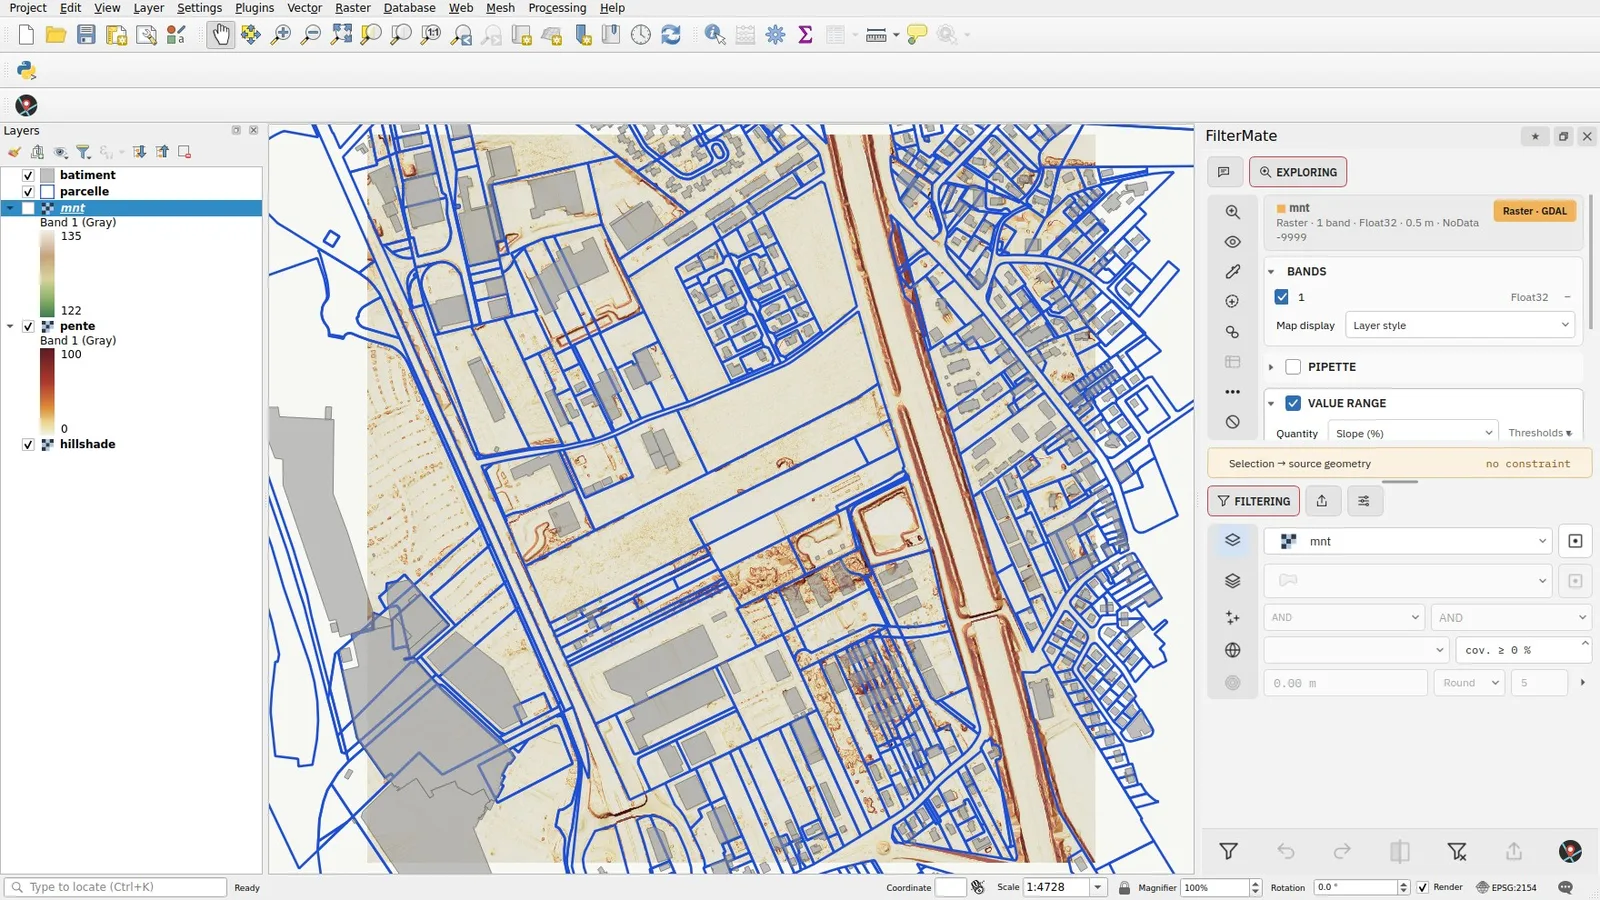 Project Edit View Layer Settings Plugins Vector Raster Database Web Mesh Processing Help
Layers
batiment
parcelle
mnt
Band 1 (Gray)
135
122
pente
Band 1 (Gray)
100
0
hillshade
FilterMate
EXPLORING
mnt
Raster · 1 band · Float32 · 0.5 m · NoData
-9999
Raster · GDAL
BANDS
1 Float32 –
Map display Layer style
PIPETTE
VALUE RANGE
Quantity Slope (%) Thresholds
Selection → source geometry no constraint
FILTERING
mnt
AND AND
cov. ≥ 0 %
0.00 m Round 5
Type to locate (Ctrl+K) Ready Coordinate Scale 1:4728 Magnifier 100% Rotation 0.0 ° Render EPSG:2154